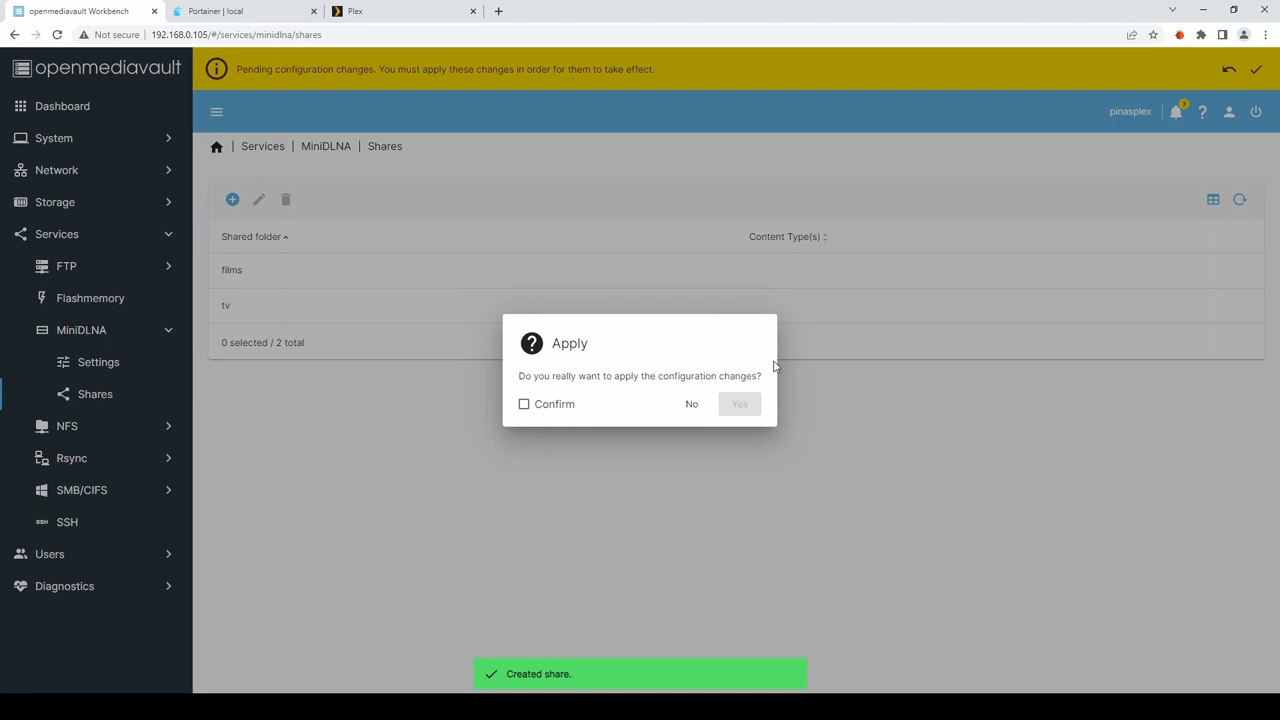 openmediavault Workbench
Portainer | local
Plex
Not secure
192.168.0.105/#/services/minidlna/shares
openmediavault
Pending configuration changes. You must apply these changes in order for them to take effect.
pinasplex
3
Dashboard
System
Network
Storage
Services
FTP
Flashmemory
MiniDLNA
Settings
Shares
NFS
Rsync
SMB/CIFS
SSH
SSH
Users
Diagnostics
| Services | MiniDLNA | Shares
Shared folder
Content Type(s)
films
tv
0 selected / 2 total
Apply
Do you really want to apply the configuration changes?
Confirm
No
Yes
Created share.